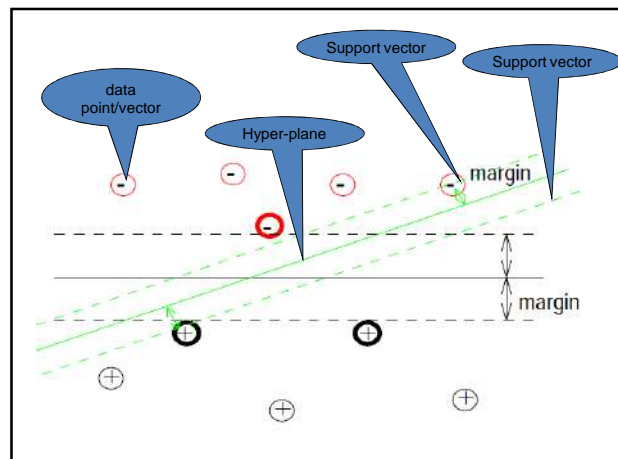 Support vector
Support vector
data
point/vector
Hyper-plane
-
-
-
-
margin
-
margin
+
+
+
+
+